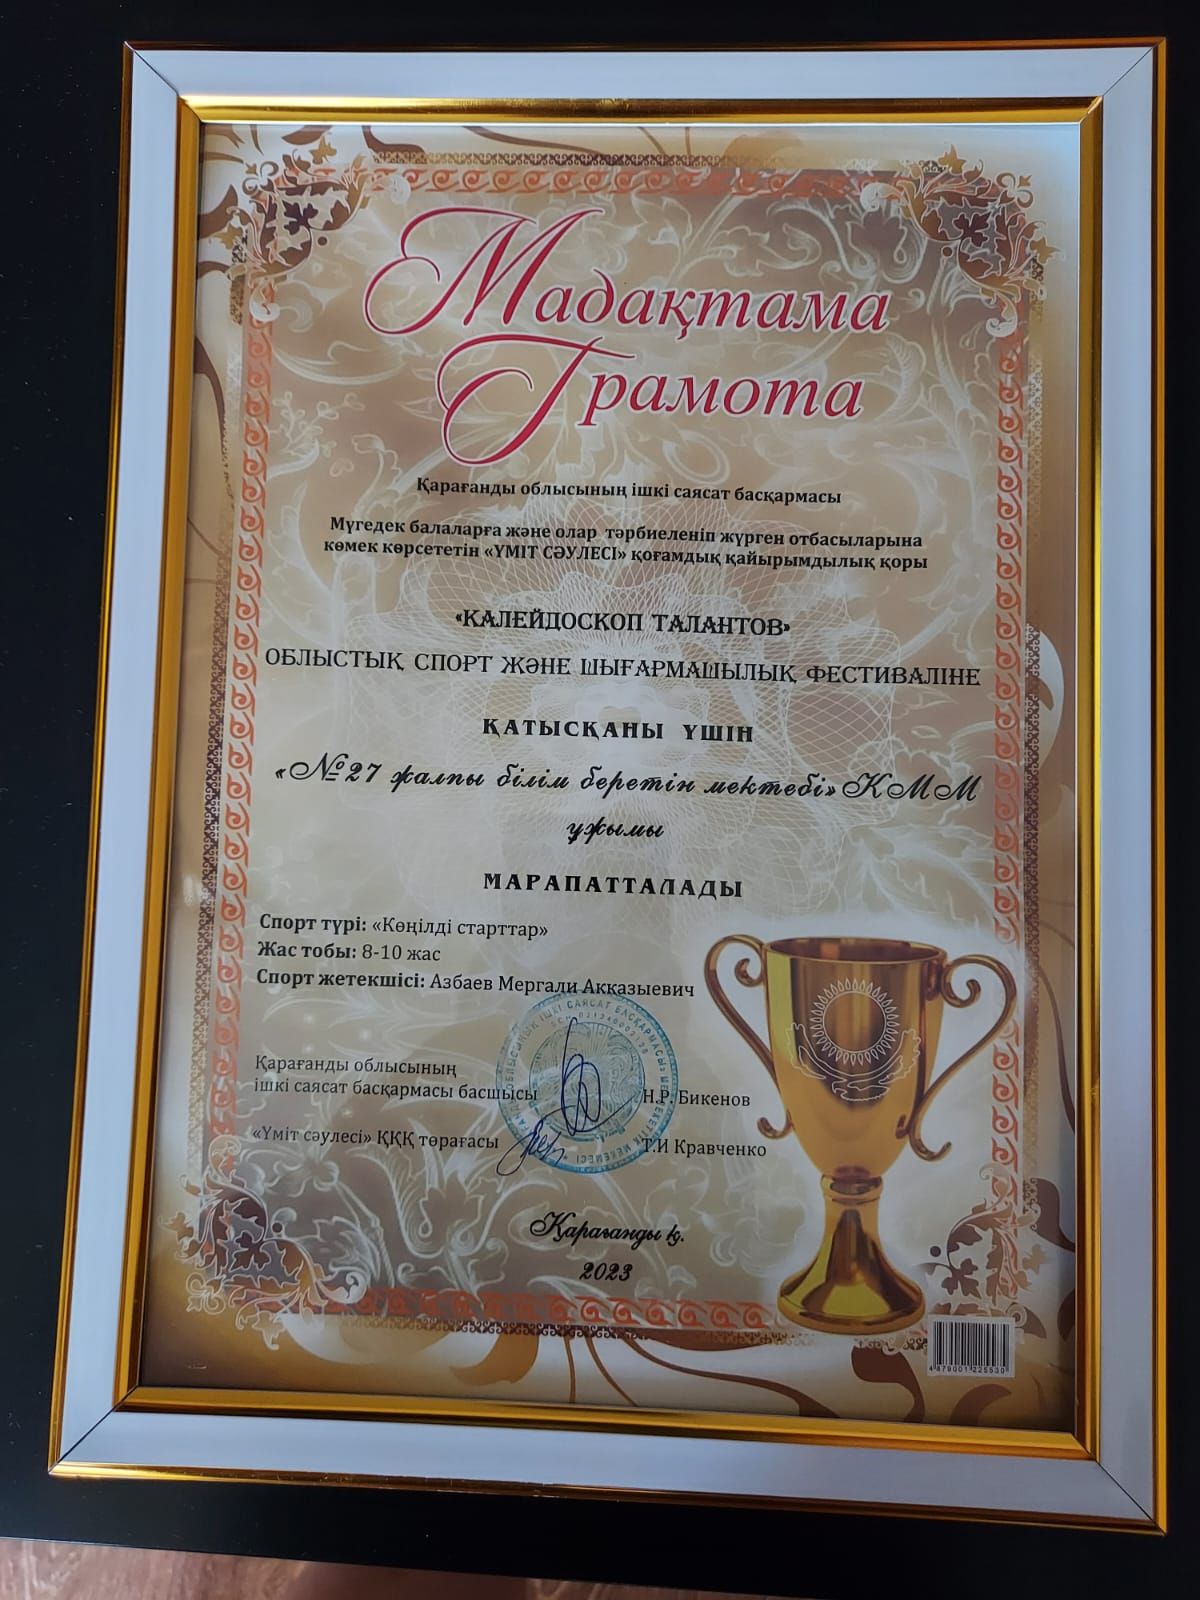 Мадақтама
Грамота
Қарағанды облысының ішкі саясат басқармасы
Мүгедек балаларға және олар тәрбиеленіп жүрген отбасыларына
көмек көрсететін «ҮМІТ СӘУЛЕСІ» қоғамдық қайырымдылық қоры
«КАЛЕЙДОСКОП ТАЛАНТОВ»
ОБЛЫСТЫҚ СПОРТ ЖӘНЕ ШЫҒАРМАШЫЛЫҚ ФЕСТИВАЛІНЕ
ҚАТЫСҚАНЫ ҮШІН
«№27 жалпы білім беретін мектебі» КММ
ұжымы
МАРАПАТТАЛАДЫ
Спорт түрі: «Көңілді старттар»
Жас тобы: 8-10 жас
Спорт жетекшісі: Азбаев Мергали Акказыевич
Қарағанды облысының
ішкі саясат басқармасы басшысы
Н.Р. Бикенов
«Үміт сәулесі» ҚҚҚ төрағасы
Т.И Кравченко
Қарағанды қ.
2023
4 879001 225530